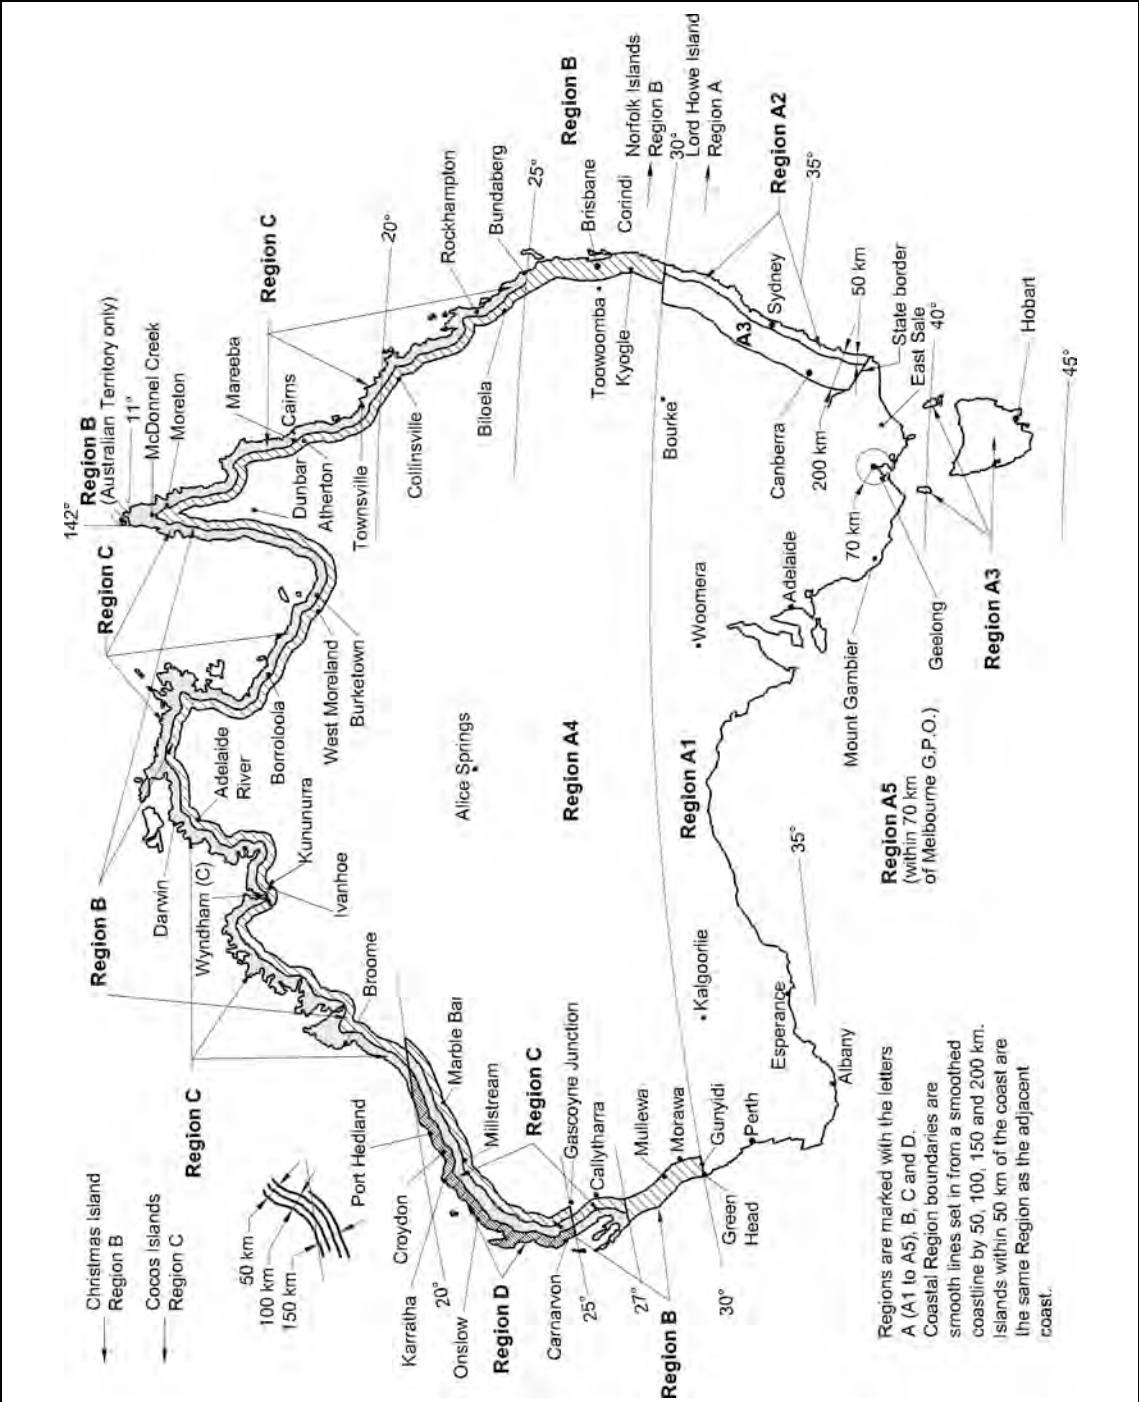 Christmas Island
Region B
Cocos Islands
Region C
50 km
100 km
150 km
Region C
Region B
Region C
142°
Region B
(Australian Territory only)
11°
McDonnel Creek
Moreton
Mareeba
Cairns
Region C
20°
Rockhampton
Bundaberg
25°
Region B
Brisbane
Corindi
Norfolk Islands
Region B
30°
Lord Howe Island
Region A
Region A2
35°
Darwin
Wyndham (C)
Adelaide
River
Kununurra
Ivanhoe
Borroloola
West Moreland
Burketown
Dunbar
Atherton
Townsville
Collinsville
Biloela
Toowoomba
Kyogle
Bourke
A3
Sydney
Canberra
200 km
50 km
State border
East Sale
40°
Hobart
45°
Port Hedland
Croydon
Karratha
20°
Onslow
Region D
Carnarvon
25°
27°
Region B
Broome
Marble Bar
Millstream
Region C
Gascoyne Junction
Callytharra
Mullewa
Morawa
Gunyidi
Perth
Green
Head
30°
Alice Springs
Region A4
Region A1
Kalgoorlie
Woomera
Adelaide
Esperance
Albany
35°
Mount Gambier
70 km
Geelong
Region A3
Region A5
(within 70 km
of Melbourne G.P.O.)
Regions are marked with the letters
A (A1 to A5), B, C and D.
Coastal Region boundaries are
smooth lines set in from a smoothed
coastline by 50, 100, 150 and 200 km.
Islands within 50 km of the coast are
the same Region as the adjacent
coast.